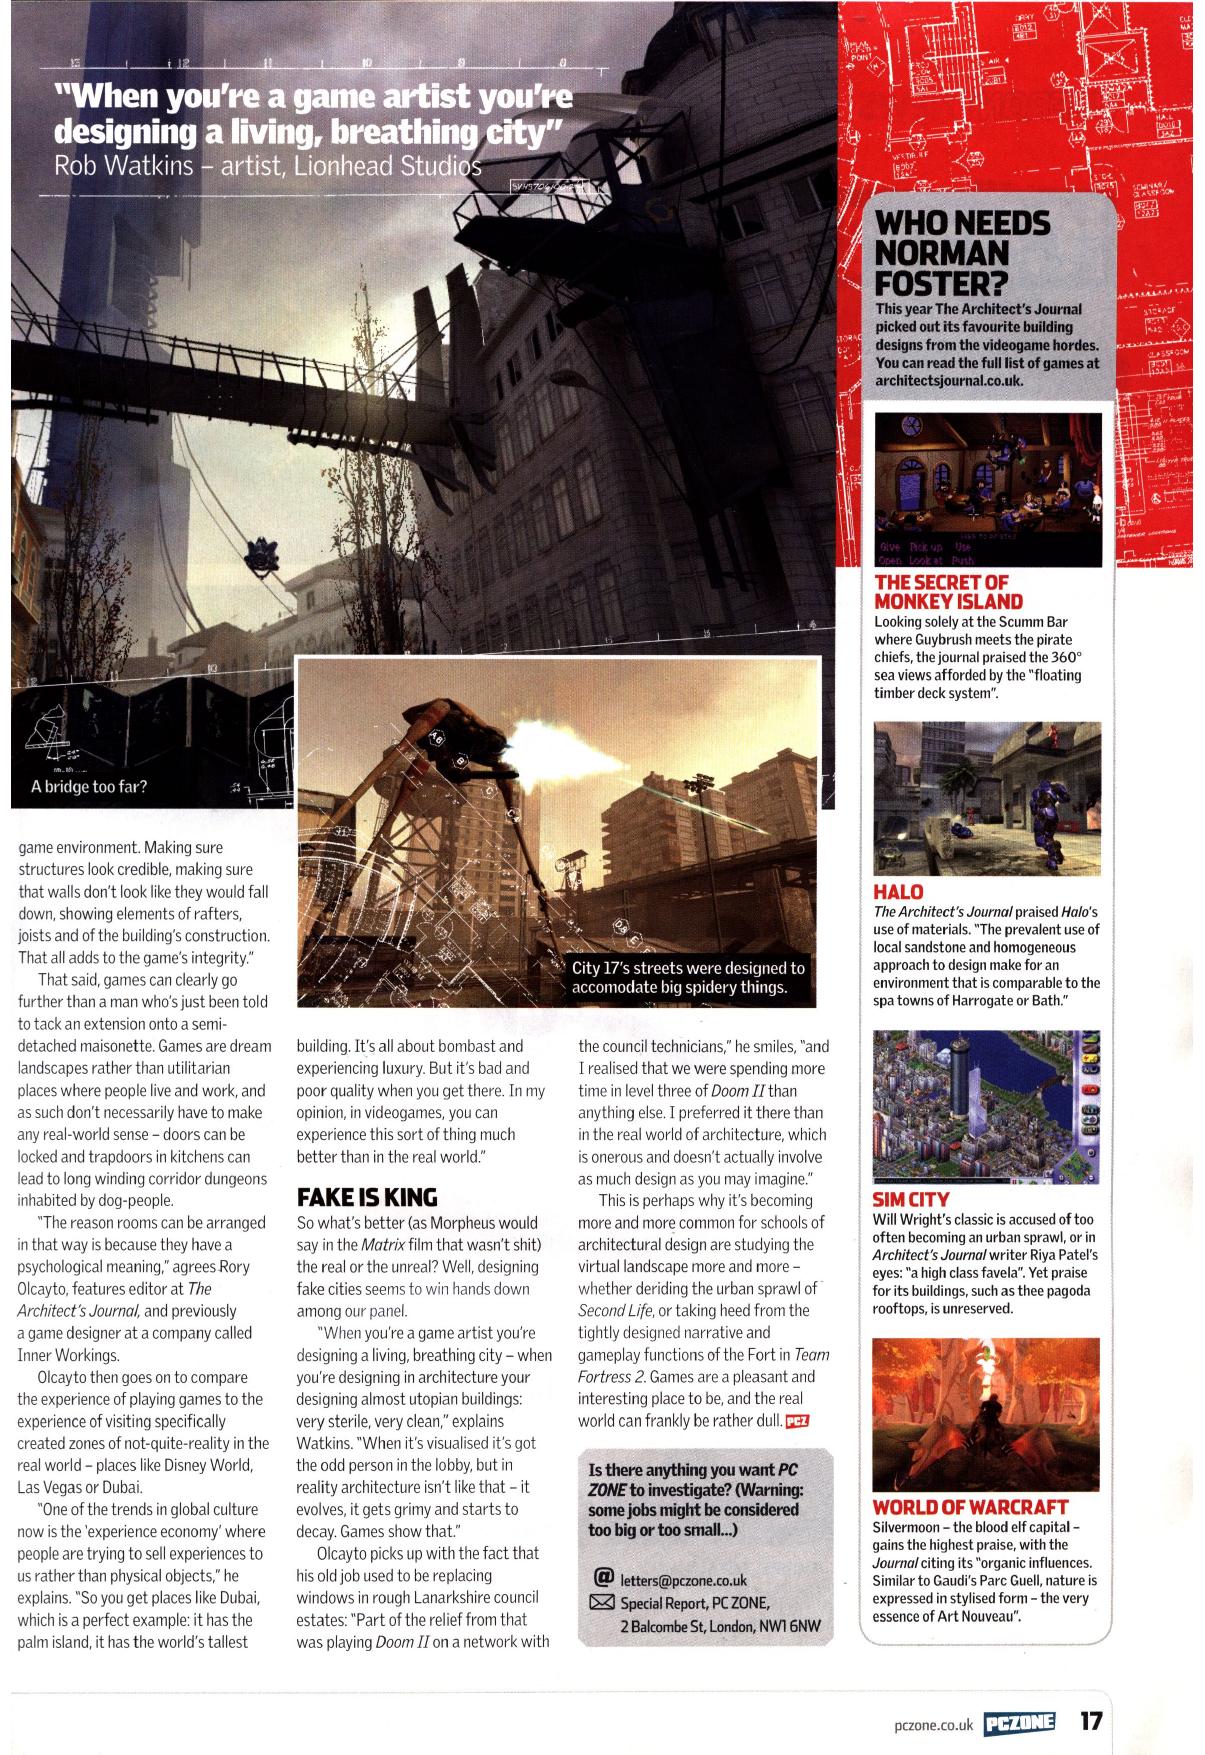 "When you're a game artist you're
designing a living, breathing city"
Rob Watkins – artist, Lionhead Studios
A bridge too far?
City 17's streets were designed to
accomodate big spidery things.
game environment. Making sure
structures look credible, making sure
that walls don't look like they would fall
down, showing elements of rafters,
joists and of the building's construction.
That all adds to the game's integrity."
That said, games can clearly go
further than a man who's just been told
to tack an extension onto a semi-
detached maisonette. Games are dream
landscapes rather than utilitarian
places where people live and work, and
as such don't necessarily have to make
any real-world sense – doors can be
locked and trapdoors in kitchens can
lead to long winding corridor dungeons
inhabited by dog-people.
"The reason rooms can be arranged
in that way is because they have a
psychological meaning," agrees Rory
Olcayto, features editor at The
Architect's Journal, and previously
a game designer at a company called
Inner Workings.
Olcayto then goes on to compare
the experience of playing games to the
experience of visiting specifically
created zones of not-quite-reality in the
real world – places like Disney World,
Las Vegas or Dubai.
"One of the trends in global culture
now is the 'experience economy' where
people are trying to sell experiences to
us rather than physical objects," he
explains. "So you get places like Dubai,
which is a perfect example: it has the
palm island, it has the world's tallest
building. It's all about bombast and
experiencing luxury. But it's bad and
poor quality when you get there. In my
opinion, in videogames, you can
experience this sort of thing much
better than in the real world."
FAKE IS KING
So what's better (as Morpheus would
say in the Matrix film that wasn't shit)
the real or the unreal? Well, designing
fake cities seems to win hands down
among our panel.
"When you're a game artist you're
designing a living, breathing city – when
you're designing in architecture your
designing almost utopian buildings:
very sterile, very clean," explains
Watkins. "When it's visualised it's got
the odd person in the lobby, but in
reality architecture isn't like that – it
evolves, it gets grimy and starts to
decay. Games show that."
Olcayto picks up with the fact that
his old job used to be replacing
windows in rough Lanarkshire council
estates: "Part of the relief from that
was playing Doom II on a network with
the council technicians," he smiles, "and
I realised that we were spending more
time in level three of Doom II than
anything else. I preferred it there than
in the real world of architecture, which
is onerous and doesn't actually involve
as much design as you may imagine."
This is perhaps why it's becoming
more and more common for schools of
architectural design are studying the
virtual landscape more and more –
whether deriding the urban sprawl of
Second Life, or taking heed from the
tightly designed narrative and
gameplay functions of the Fort in Team
Fortress 2. Games are a pleasant and
interesting place to be, and the real
world can frankly be rather dull. PCZ
Is there anything you want PC
ZONE to investigate? (Warning:
some jobs might be considered
too big or too small...)
@ letters@pczone.co.uk
Special Report, PC ZONE,
2 Balcombe St, London, NW1 6NW
WHO NEEDS
NORMAN
FOSTER?
This year The Architect's Journal
picked out its favourite building
designs from the videogame hordes.
You can read the full list of games at
architectsjournal.co.uk.
Give Pick up Use
Open Look at Push
THE SECRET OF
MONKEY ISLAND
Looking solely at the Scumm Bar
where Guybrush meets the pirate
chiefs, the journal praised the 360°
sea views afforded by the "floating
timber deck system".
HALO
The Architect's Journal praised Halo's
use of materials. "The prevalent use of
local sandstone and homogeneous
approach to design make for an
environment that is comparable to the
spa towns of Harrogate or Bath."
SIM CITY
Will Wright's classic is accused of too
often becoming an urban sprawl, or in
Architect's Journal writer Riya Patel's
eyes: "a high class favela". Yet praise
for its buildings, such as thee pagoda
rooftops, is unreserved.
WORLD OF WARCRAFT
Silvermoon – the blood elf capital –
gains the highest praise, with the
Journal citing its "organic influences.
Similar to Gaudi's Parc Guell, nature is
expressed in stylised form – the very
essence of Art Nouveau".
pczone.co.uk PCZONE 17